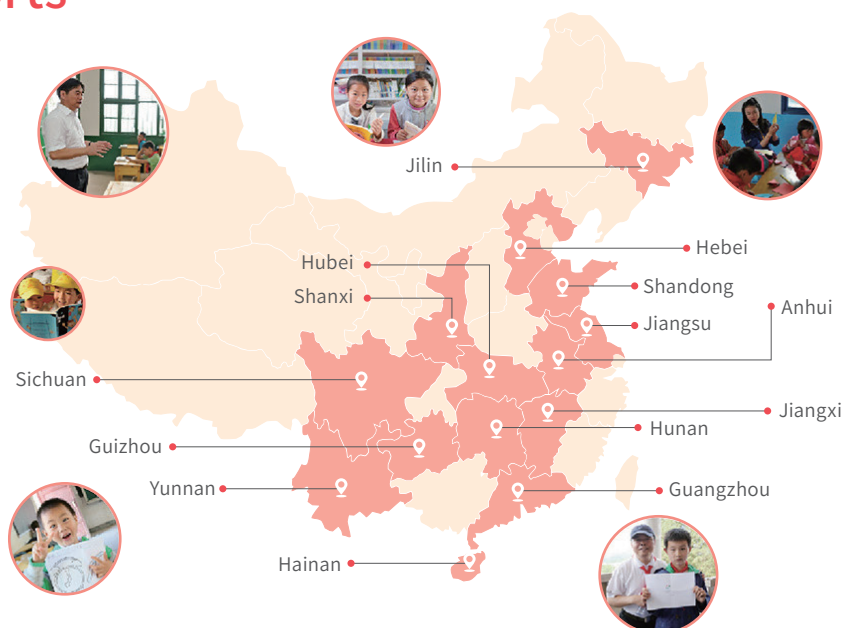 Jilin
Hebei
Hubei
Shandong
Shanxi
Anhui
Jiangsu
Sichuan
Jiangxi
Hunan
Guizhou
Yunnan
Guangzhou
Hainan